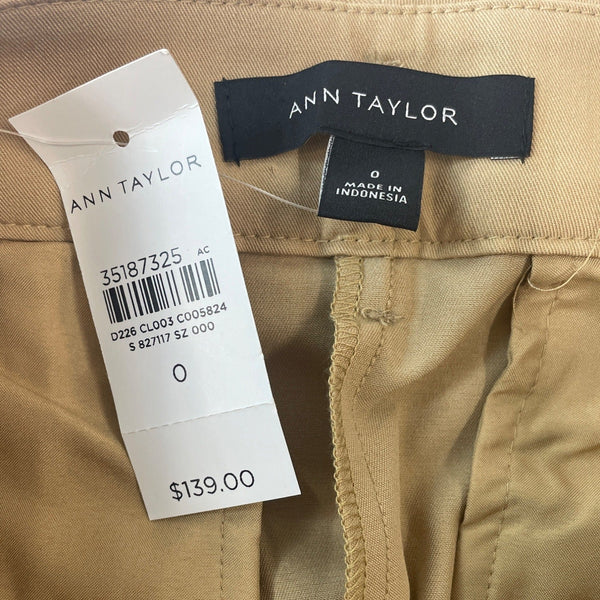 ANN TAYLOR
0
MADE IN
INDONESIA
ANN TAYLOR
35187325 AC
D226 CL003 C005824
S 827117 SZ 000
0
$139.00